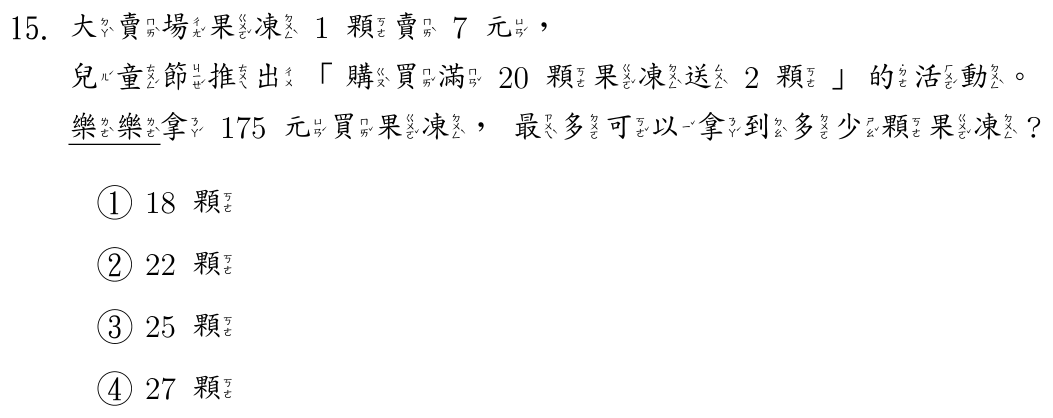 15. 大賣場果凍 1 顆賣 7 元，
兒童節推出「購買滿 20 顆果凍送 2 顆」的活動。
樂樂拿 175 元買果凍，最多可以拿到多少顆果凍？
① 18 顆
② 22 顆
③ 25 顆
④ 27 顆